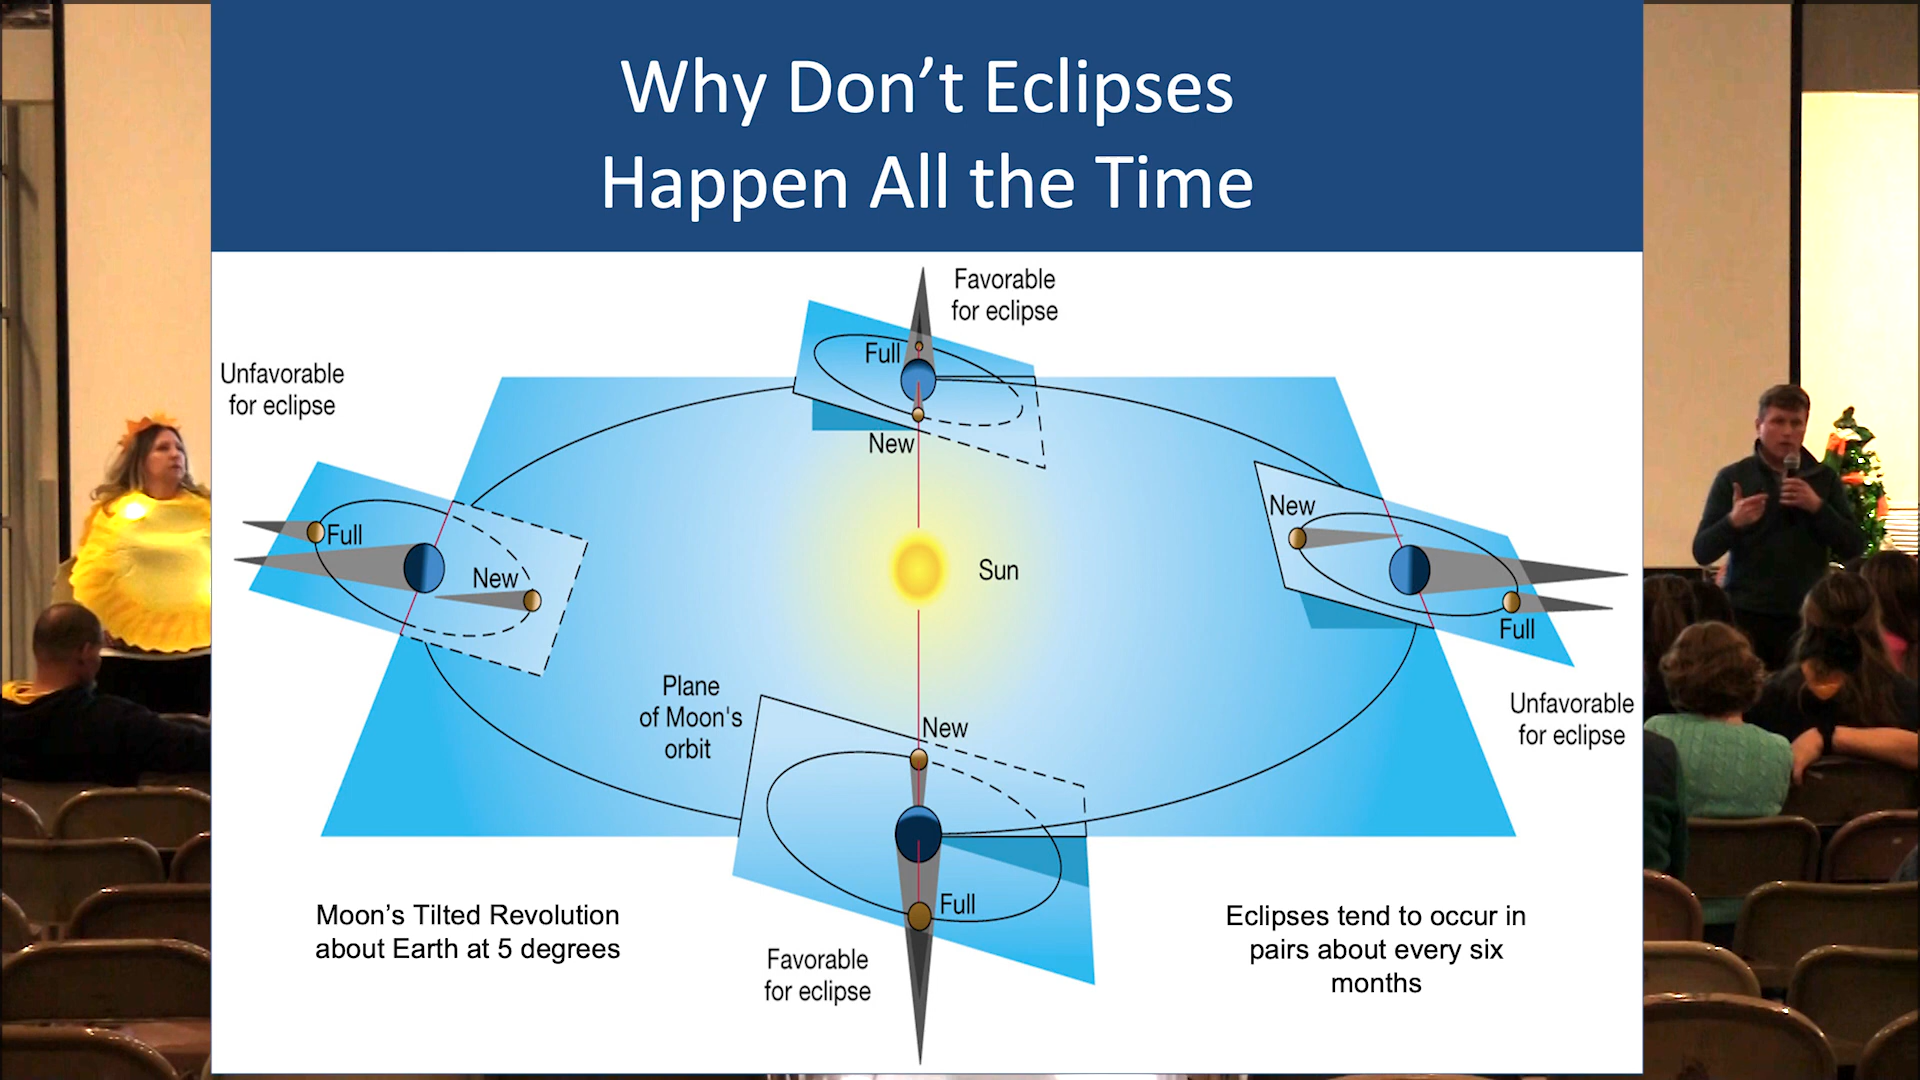 Why Don’t Eclipses
Happen All the Time
Favorable
for eclipse
Full
New
Unfavorable
for eclipse
Full
New
New
Full
Sun
Unfavorable
for eclipse
Plane
of Moon's
orbit
New
Full
Favorable
for eclipse
Moon’s Tilted Revolution
about Earth at 5 degrees
Eclipses tend to occur in
pairs about every six
months